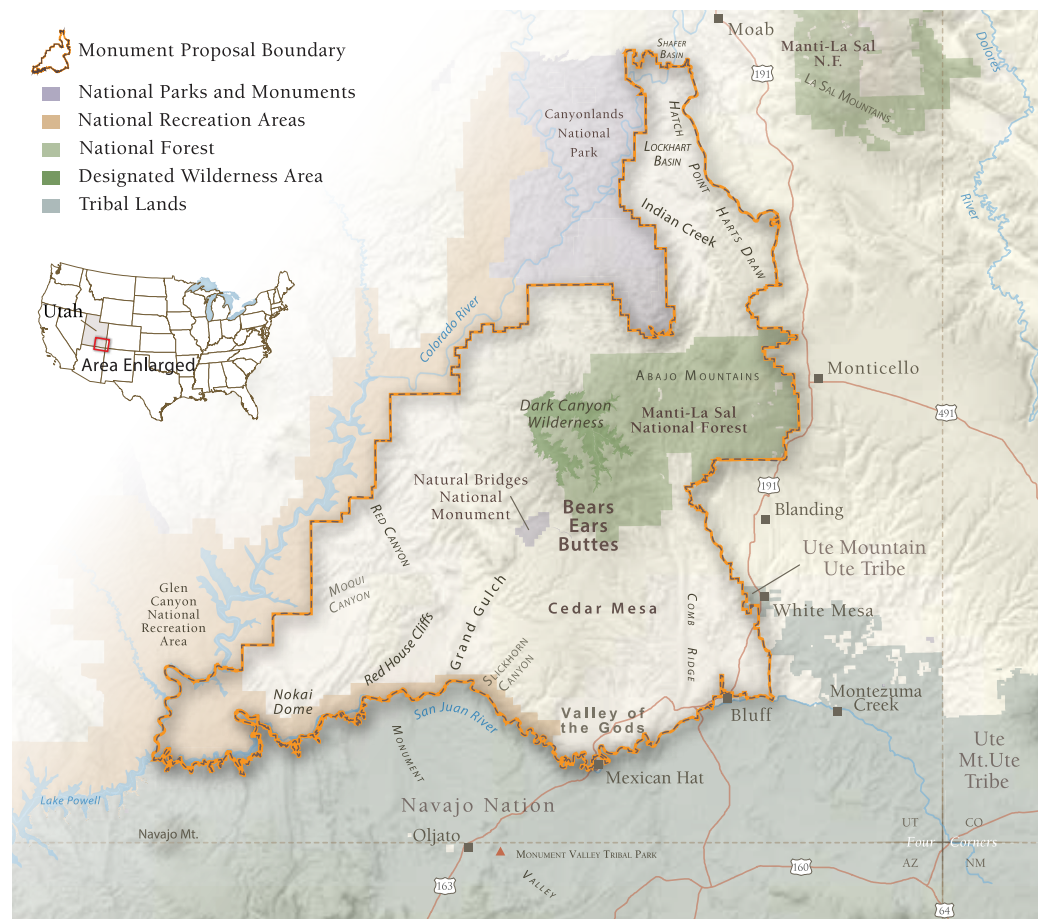 Monument Proposal Boundary
National Parks and Monuments
National Recreation Areas
National Forest
Designated Wilderness Area
Tribal Lands
Utah
Area Enlarged
Moab
Shafer
Basin
191
Manti-La Sal
N.F.
La Sal Mountains
Dolores
River
Canyonlands
National
Park
Hatch
Point
Lockhart
Basin
Indian Creek
Harts Draw
Colorado River
Abajo Mountains
Monticello
491
Dark Canyon
Wilderness
Manti-La Sal
National Forest
Natural Bridges
National
Monument
191
Blanding
Bears
Ears
Buttes
Red Canyon
Moqui
Canyon
Ute Mountain
Ute Tribe
White Mesa
Glen
Canyon
National
Recreation
Area
Cedar Mesa
Comb Ridge
Grand Gulch
Red House Cliffs
Slickhorn
Canyon
Nokai
Dome
San Juan River
Valley of
the Gods
Bluff
Montezuma
Creek
Monument
Valley
Mexican Hat
Ute
Mt.Ute
Tribe
Lake Powell
Navajo Nation
Navajo Mt.
Oljato
Monument Valley Tribal Park
UT
CO
Four Corners
AZ
NM
163
160
64